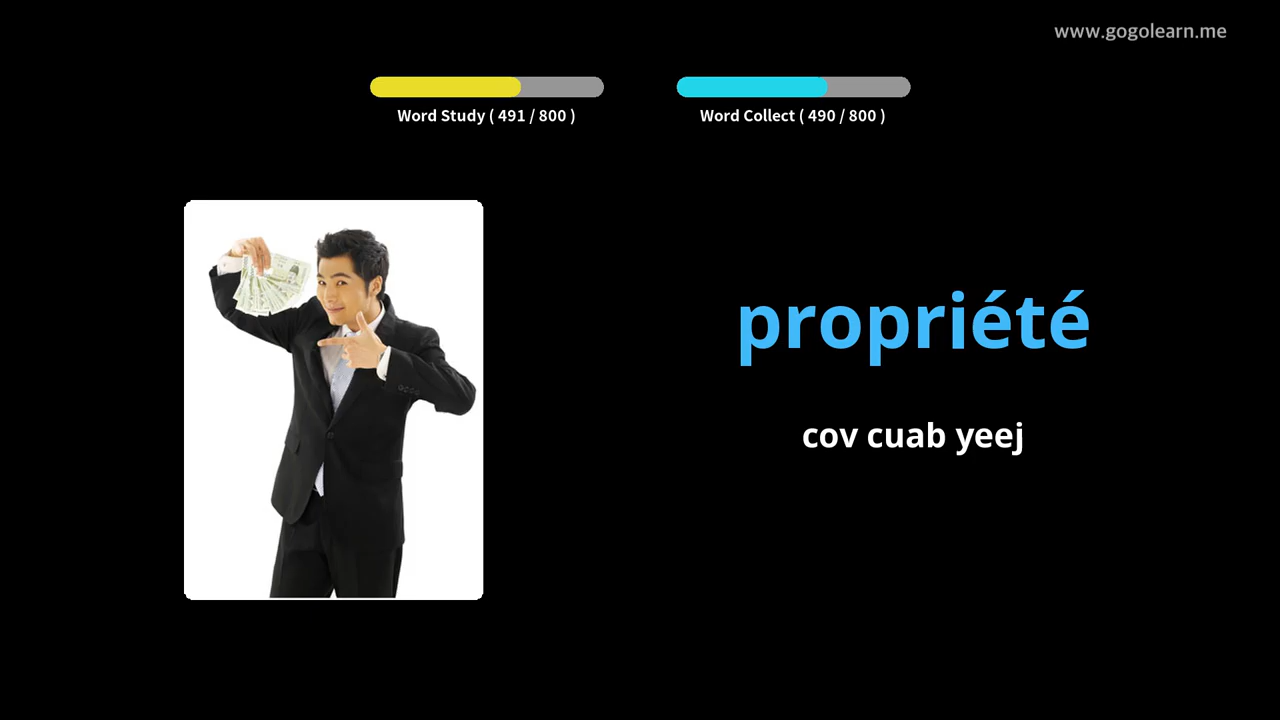 www.gogolearn.me
Word Study ( 491 / 800 )
Word Collect ( 490 / 800 )
propriété
cov cuab yeej